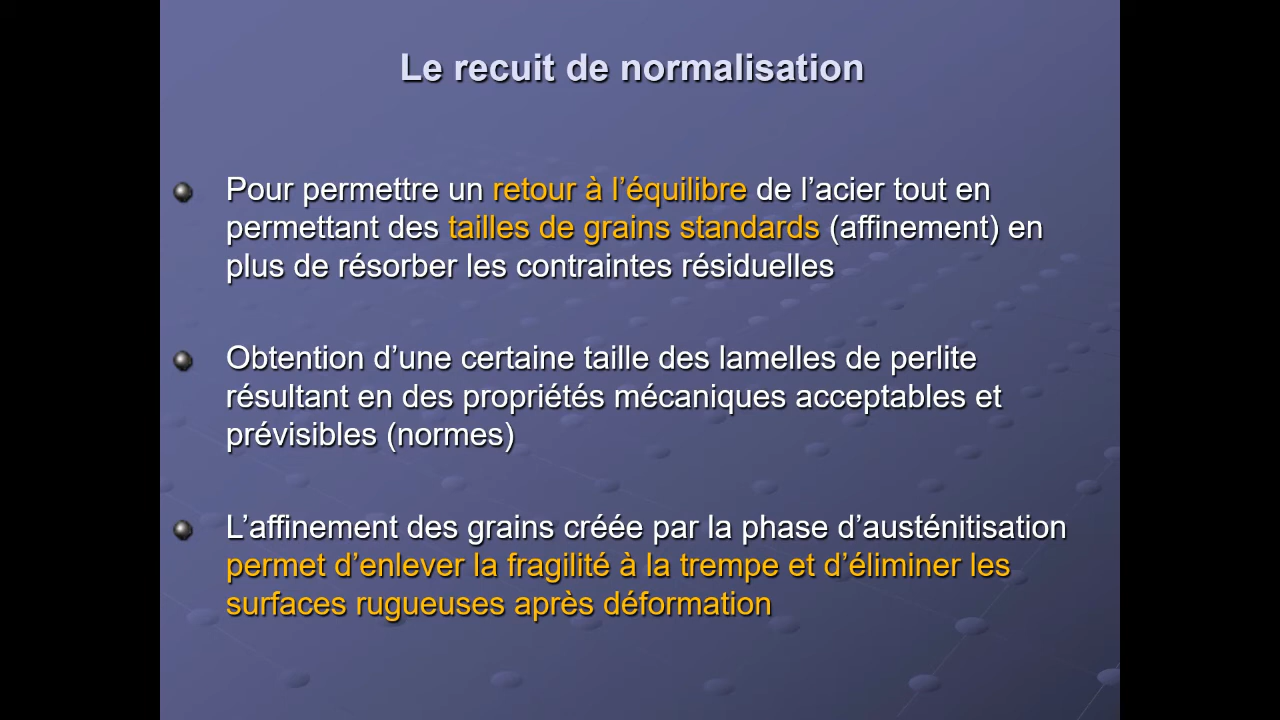 Le recuit de normalisation
Pour permettre un retour à l’équilibre de l’acier tout en
permettant des tailles de grains standards (affinement) en
plus de résorber les contraintes résiduelles
Obtention d’une certaine taille des lamelles de perlite
résultant en des propriétés mécaniques acceptables et
prévisibles (normes)
L’affinement des grains créée par la phase d’austénitisation
permet d’enlever la fragilité à la trempe et d’éliminer les
surfaces rugueuses après déformation